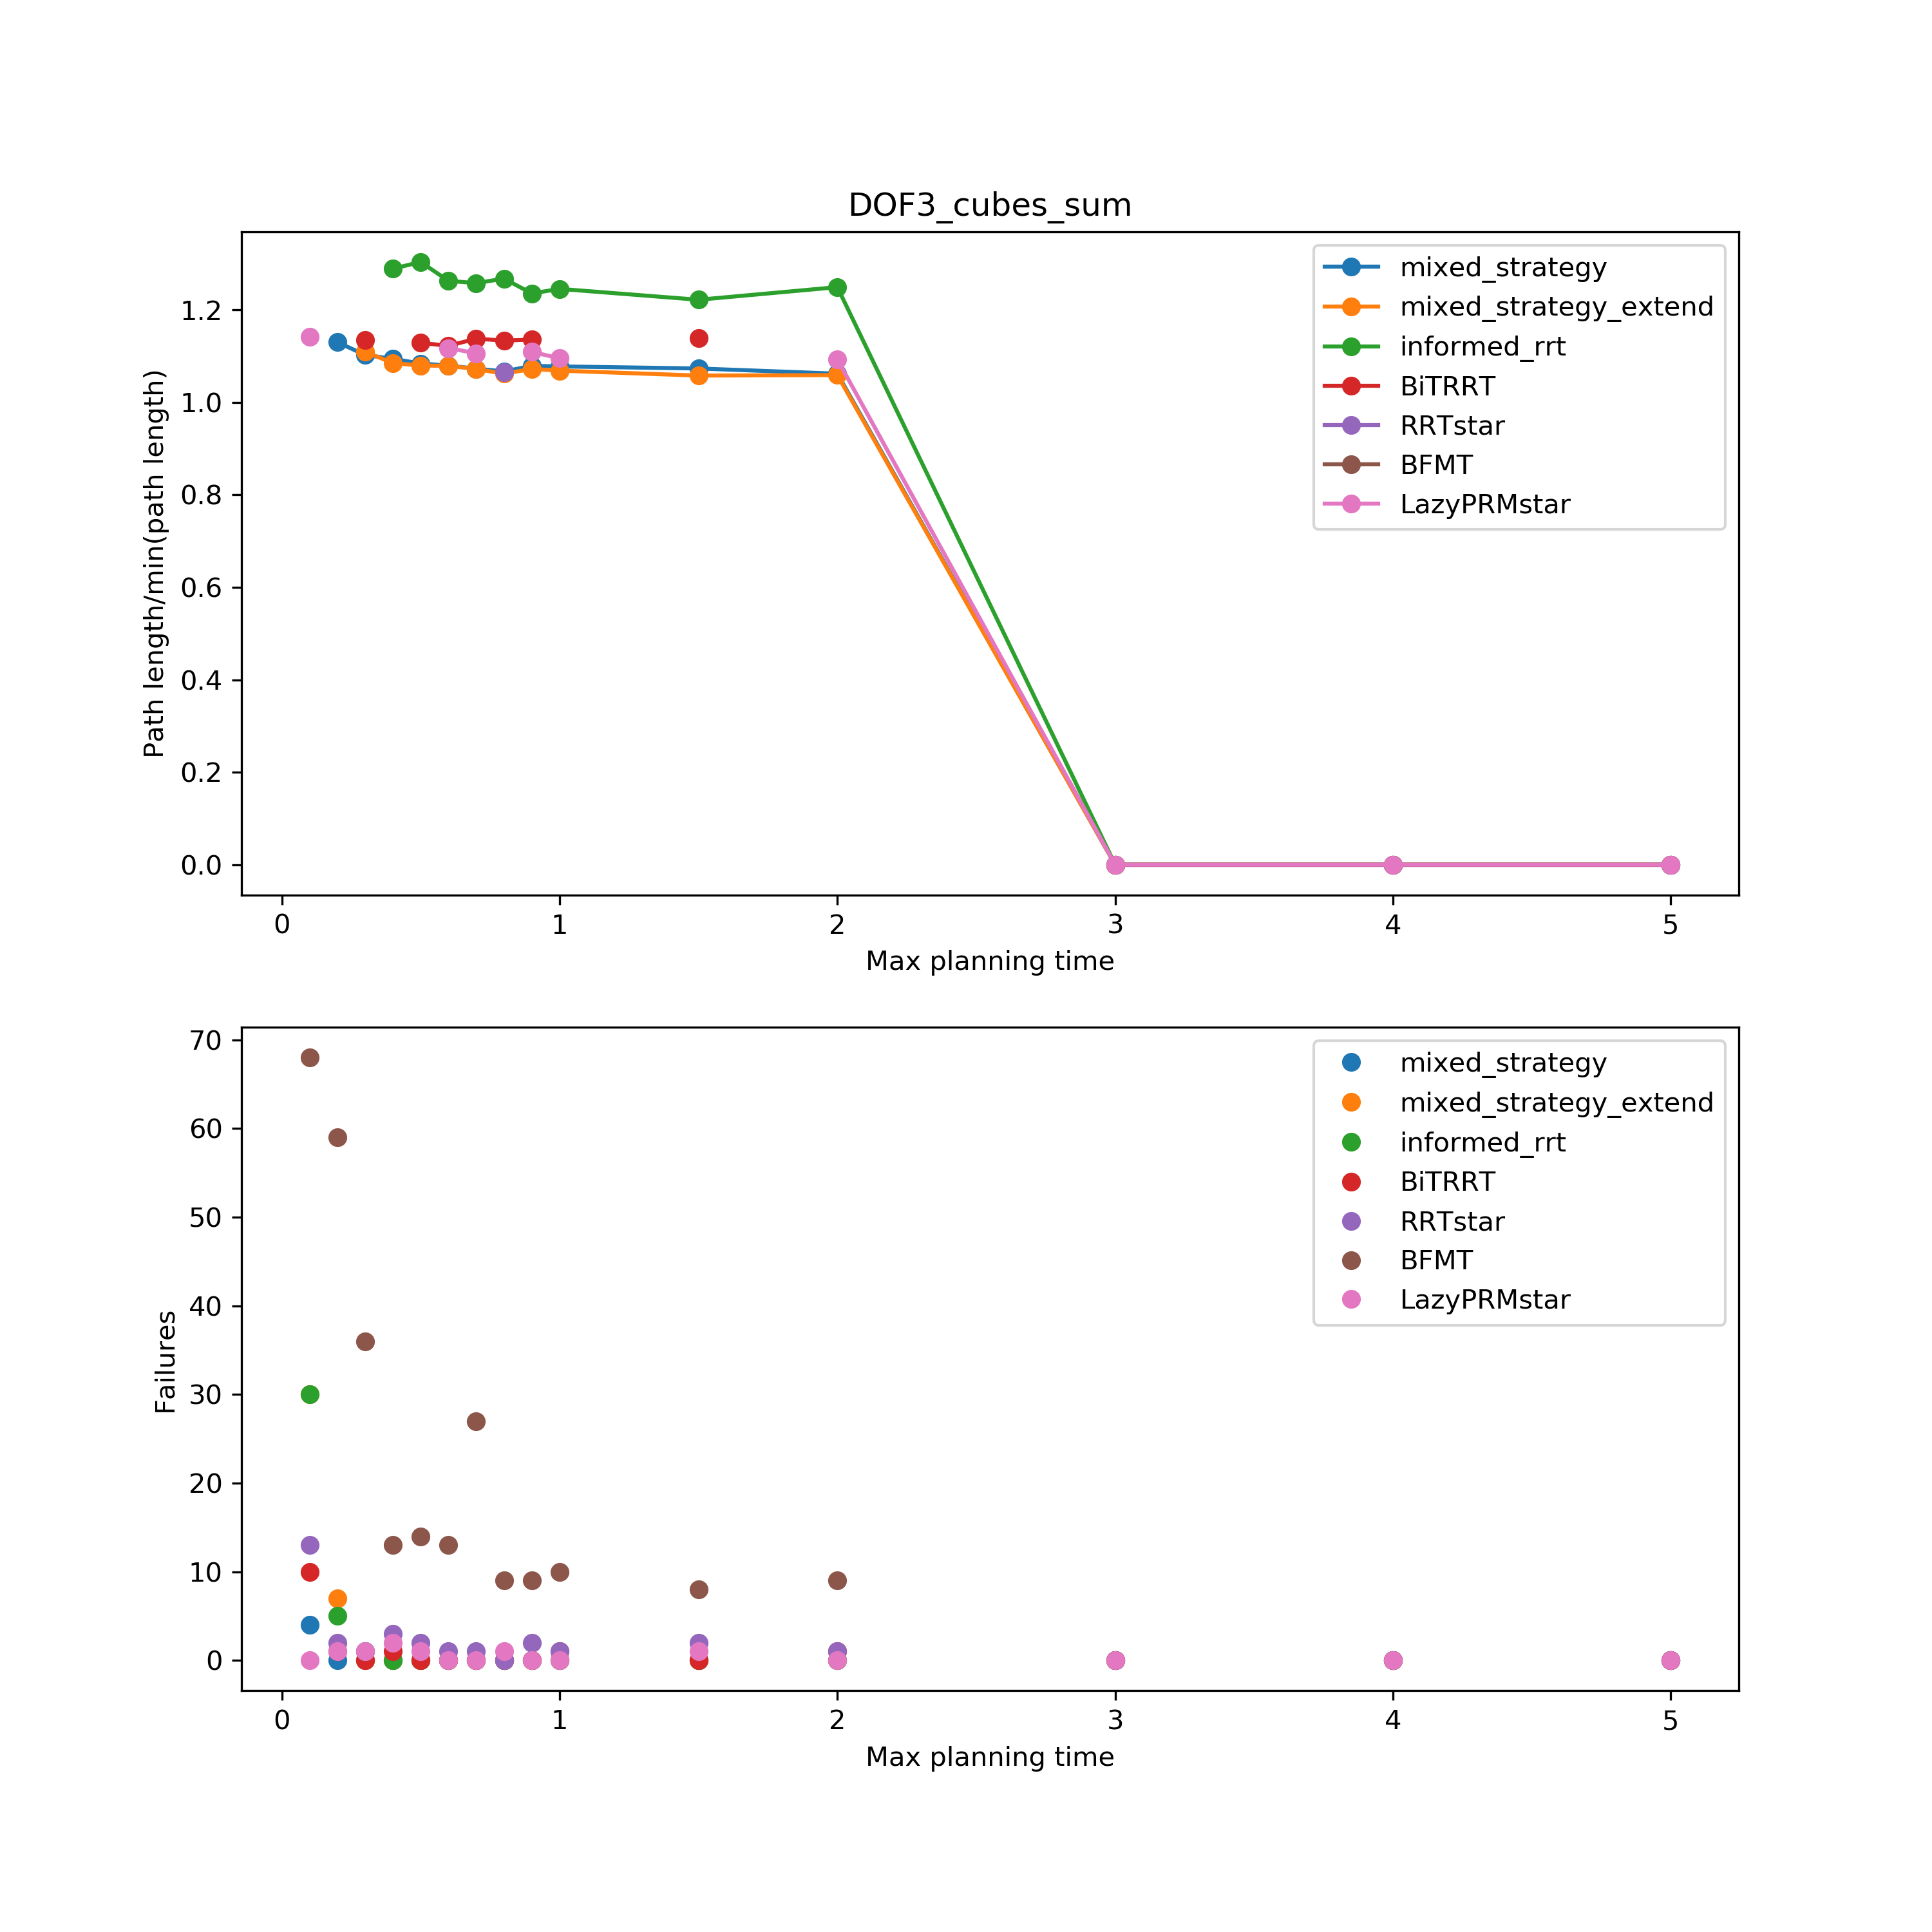 DOF3_cubes_sum
Path length/min(path length)
1.2
1.0
0.8
0.6
0.4
0.2
0.0
mixed_strategy
mixed_strategy_extend
informed_rrt
BiTRRT
RRTstar
BFMT
LazyPRMstar
0 1 2 3 4 5
Max planning time
Failures
70
60
50
40
30
20
10
0
mixed_strategy
mixed_strategy_extend
informed_rrt
BiTRRT
RRTstar
BFMT
LazyPRMstar
0 1 2 3 4 5
Max planning time